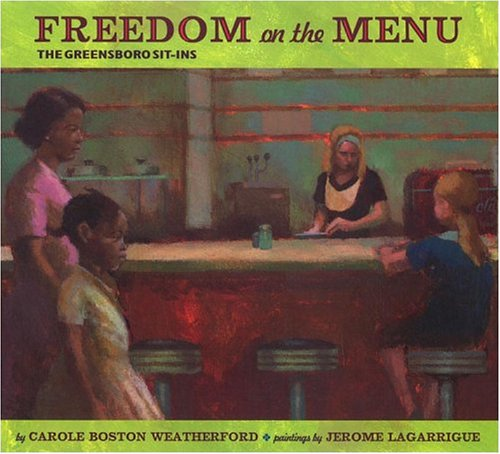 FREEDOM on the MENU
THE GREENSBORO SIT-INS
by CAROLE BOSTON WEATHERFORD ✦ paintings by JEROME LAGARRIGUE